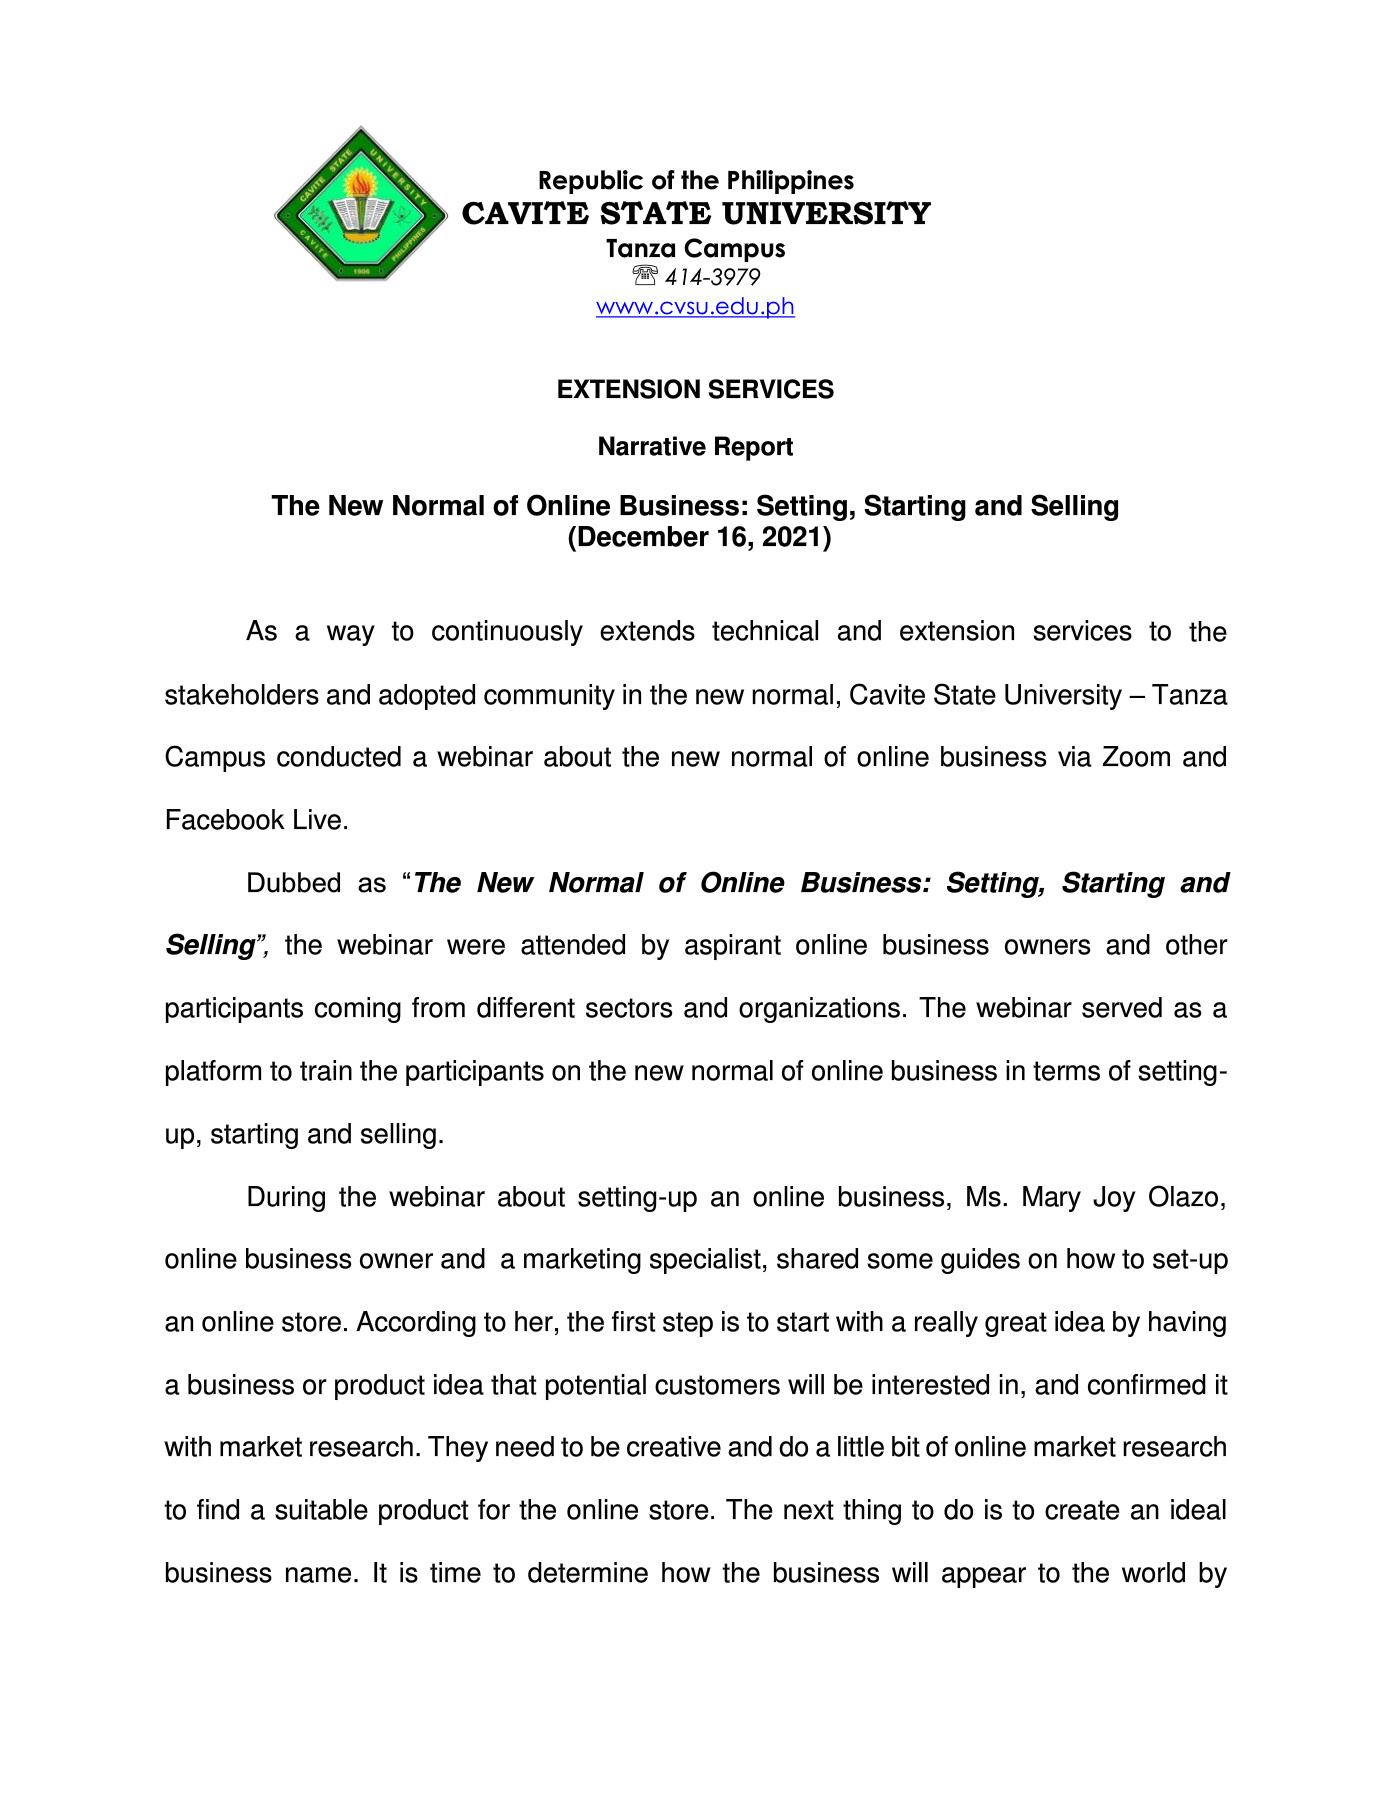 CAVITE STATE UNIVERSITY
CAVITE
PHILIPPINES
1906
Republic of the Philippines
CAVITE STATE UNIVERSITY
Tanza Campus
☏ 414-3979
www.cvsu.edu.ph
EXTENSION SERVICES
Narrative Report
The New Normal of Online Business: Setting, Starting and Selling
(December 16, 2021)
As a way to continuously extends technical and extension services to the
stakeholders and adopted community in the new normal, Cavite State University – Tanza
Campus conducted a webinar about the new normal of online business via Zoom and
Facebook Live.
Dubbed as “The New Normal of Online Business: Setting, Starting and
Selling”, the webinar were attended by aspirant online business owners and other
participants coming from different sectors and organizations. The webinar served as a
platform to train the participants on the new normal of online business in terms of setting-
up, starting and selling.
During the webinar about setting-up an online business, Ms. Mary Joy Olazo,
online business owner and  a marketing specialist, shared some guides on how to set-up
an online store. According to her, the first step is to start with a really great idea by having
a business or product idea that potential customers will be interested in, and confirmed it
with market research. They need to be creative and do a little bit of online market research
to find a suitable product for the online store. The next thing to do is to create an ideal
business name. It is time to determine how the business will appear to the world by